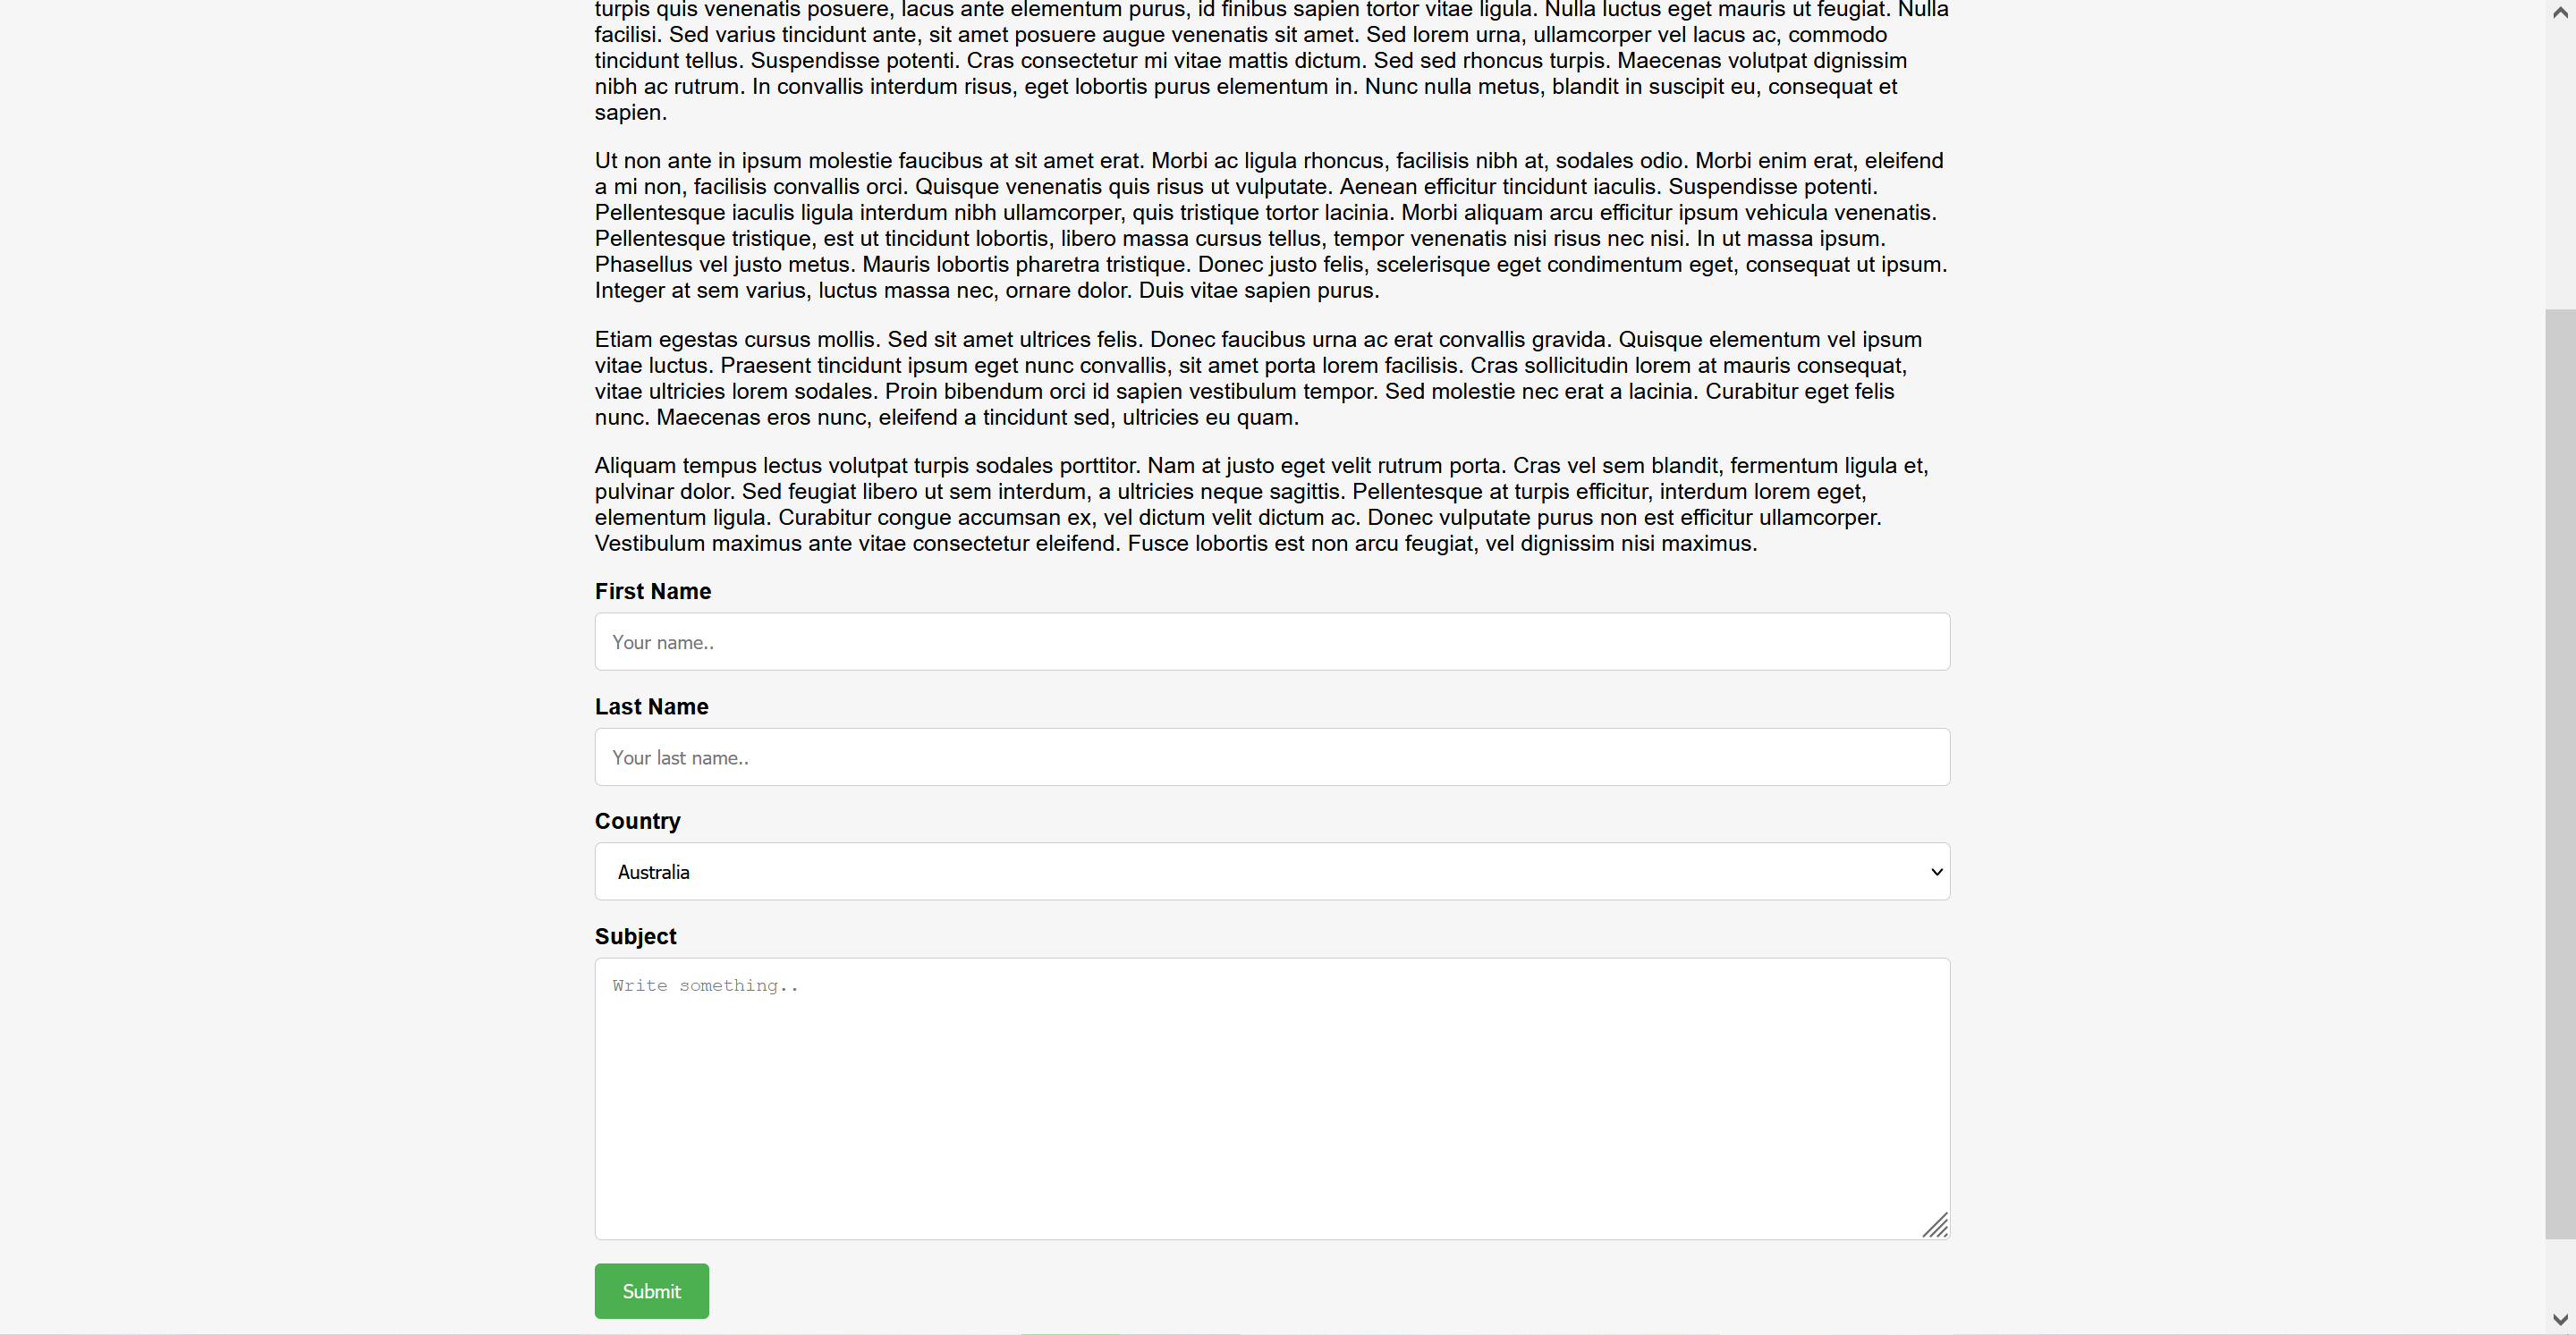 turpis quis venenatis posuere, lacus ante elementum purus, id finibus sapien tortor vitae ligula. Nulla luctus eget mauris ut feugiat. Nulla
facilisi. Sed varius tincidunt ante, sit amet posuere augue venenatis sit amet. Sed lorem urna, ullamcorper vel lacus ac, commodo
tincidunt tellus. Suspendisse potenti. Cras consectetur mi vitae mattis dictum. Sed sed rhoncus turpis. Maecenas volutpat dignissim
nibh ac rutrum. In convallis interdum risus, eget lobortis purus elementum in. Nunc nulla metus, blandit in suscipit eu, consequat et
sapien.
Ut non ante in ipsum molestie faucibus at sit amet erat. Morbi ac ligula rhoncus, facilisis nibh at, sodales odio. Morbi enim erat, eleifend
a mi non, facilisis convallis orci. Quisque venenatis quis risus ut vulputate. Aenean efficitur tincidunt iaculis. Suspendisse potenti.
Pellentesque iaculis ligula interdum nibh ullamcorper, quis tristique tortor lacinia. Morbi aliquam arcu efficitur ipsum vehicula venenatis.
Pellentesque tristique, est ut tincidunt lobortis, libero massa cursus tellus, tempor venenatis nisi risus nec nisi. In ut massa ipsum.
Phasellus vel justo metus. Mauris lobortis pharetra tristique. Donec justo felis, scelerisque eget condimentum eget, consequat ut ipsum.
Integer at sem varius, luctus massa nec, ornare dolor. Duis vitae sapien purus.
Etiam egestas cursus mollis. Sed sit amet ultrices felis. Donec faucibus urna ac erat convallis gravida. Quisque elementum vel ipsum
vitae luctus. Praesent tincidunt ipsum eget nunc convallis, sit amet porta lorem facilisis. Cras sollicitudin lorem at mauris consequat,
vitae ultricies lorem sodales. Proin bibendum orci id sapien vestibulum tempor. Sed molestie nec erat a lacinia. Curabitur eget felis
nunc. Maecenas eros nunc, eleifend a tincidunt sed, ultricies eu quam.
Aliquam tempus lectus volutpat turpis sodales porttitor. Nam at justo eget velit rutrum porta. Cras vel sem blandit, fermentum ligula et,
pulvinar dolor. Sed feugiat libero ut sem interdum, a ultricies neque sagittis. Pellentesque at turpis efficitur, interdum lorem eget,
elementum ligula. Curabitur congue accumsan ex, vel dictum velit dictum ac. Donec vulputate purus non est efficitur ullamcorper.
Vestibulum maximus ante vitae consectetur eleifend. Fusce lobortis est non arcu feugiat, vel dignissim nisi maximus.
First Name
Your name..
Last Name
Your last name..
Country
Australia
Subject
Write something..
Submit